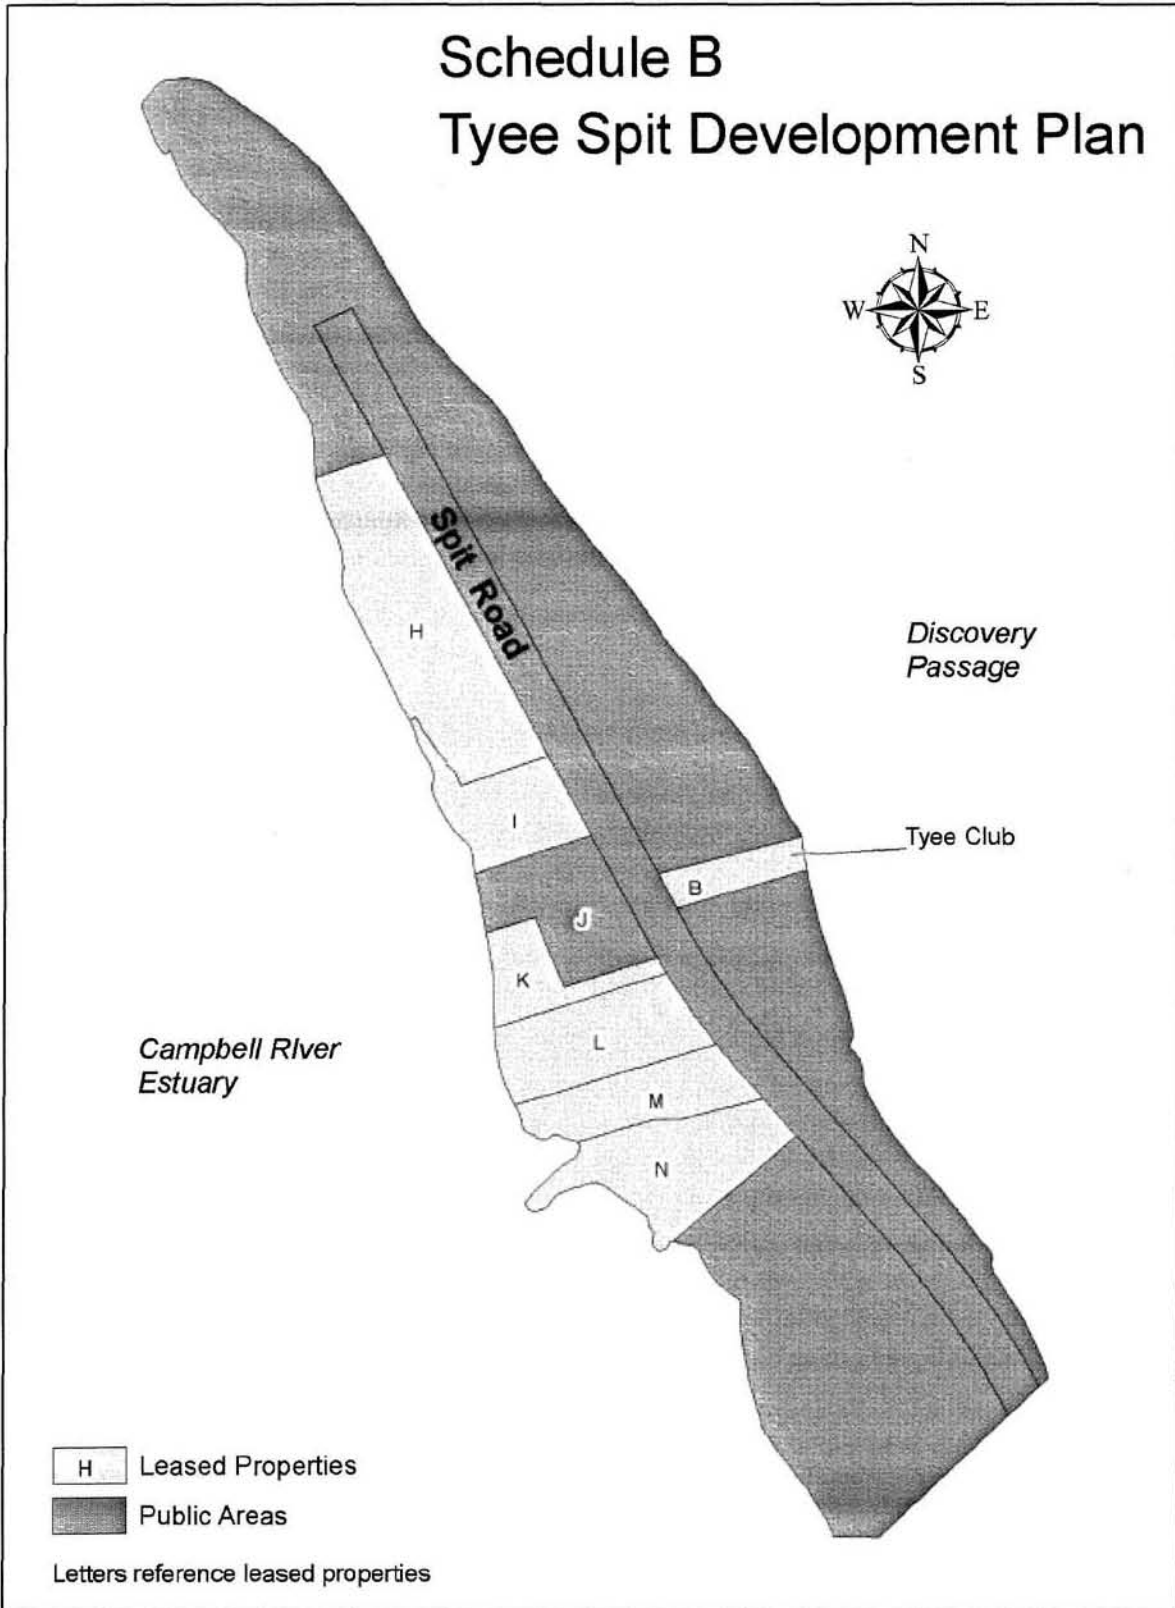 Schedule B
Tyee Spit Development Plan
N
W
E
S
Spit Road
H
Discovery
Passage
I
Tyee Club
B
J
K
Campbell RIver
Estuary
L
M
N
H
Leased Properties
Public Areas
Letters reference leased properties